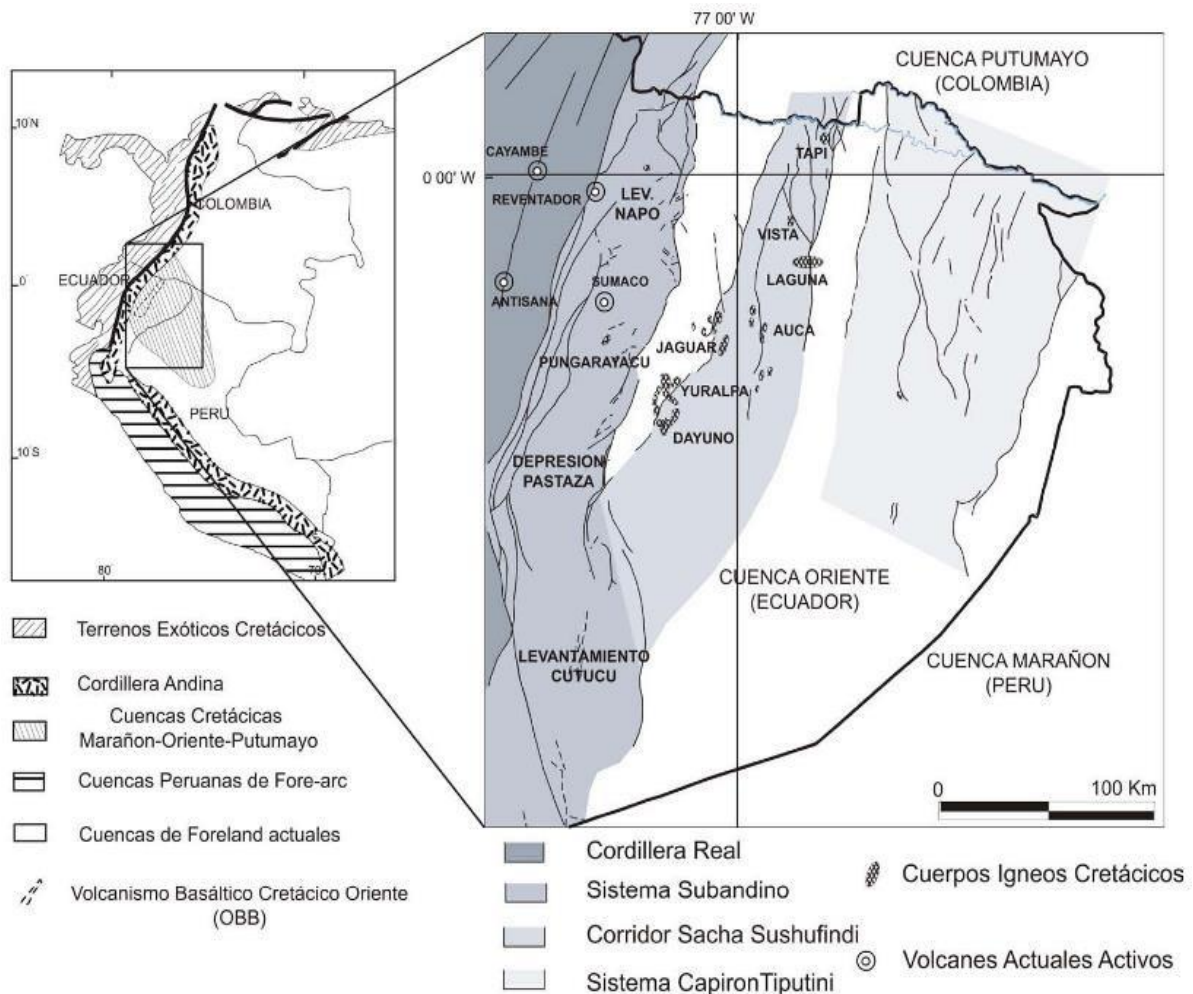 77 00' W
CUENCA PUTUMAYO
(COLOMBIA)
10°N
CAYAMBE
TAPI
0 00' W
REVENTADOR
LEV.
NAPO
COLOMBIA
VISTA
ECUADOR
0°
SUMACO
LAGUNA
ANTISANA
AUCA
JAGUAR
PUNGARAYACU
YURALPA
PERU
DAYUNO
10°S
DEPRESION
PASTAZA
CUENCA ORIENTE
(ECUADOR)
80
LEVANTAMIENTO
CUTUCU
CUENCA MARAÑON
(PERU)
0 100 Km
Terrenos Exóticos Cretácicos
Cordillera Andina
Cuencas Cretácicas
Marañon-Oriente-Putumayo
Cuencas Peruanas de Fore-arc
Cuencas de Foreland actuales
Volcanismo Basáltico Cretácico Oriente
(OBB)
Cordillera Real
Sistema Subandino
Corridor Sacha Sushufindi
Sistema CapironTiputini
Cuerpos Igneos Cretácicos
Volcanes Actuales Activos